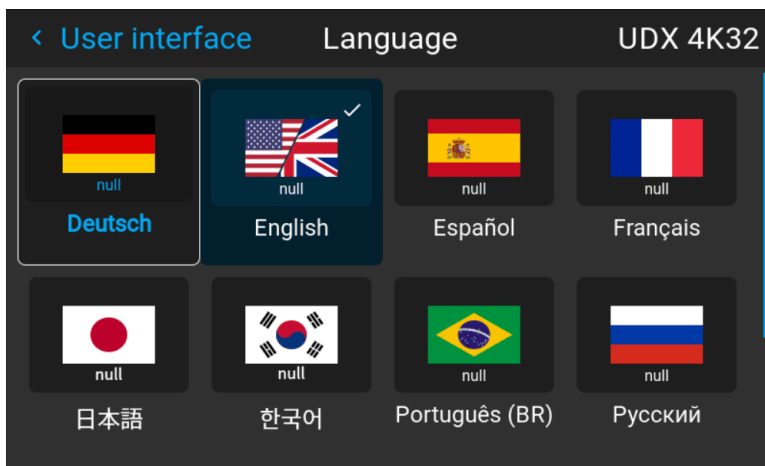 < User interface Language UDX 4K32
null null null null
Deutsch English Español Français
null null null null
日本語 한국어 Português (BR) Русский